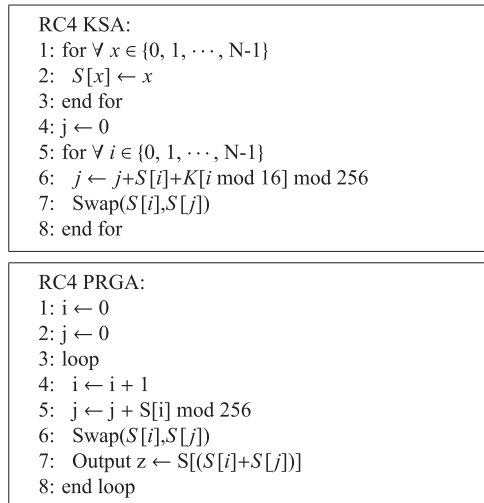 RC4 KSA:
1: for ∀ x ∈ {0, 1, ⋯, N-1}
2: S[x] ← x
3: end for
4: j ← 0
5: for ∀ i ∈ {0, 1, ⋯, N-1}
6: j ← j+S[i]+K[i mod 16] mod 256
7: Swap(S[i],S[j])
8: end for
RC4 PRGA:
1: i ← 0
2: j ← 0
3: loop
4: i ← i + 1
5: j ← j + S[i] mod 256
6: Swap(S[i],S[j])
7: Output z ← S[(S[i]+S[j])]
8: end loop